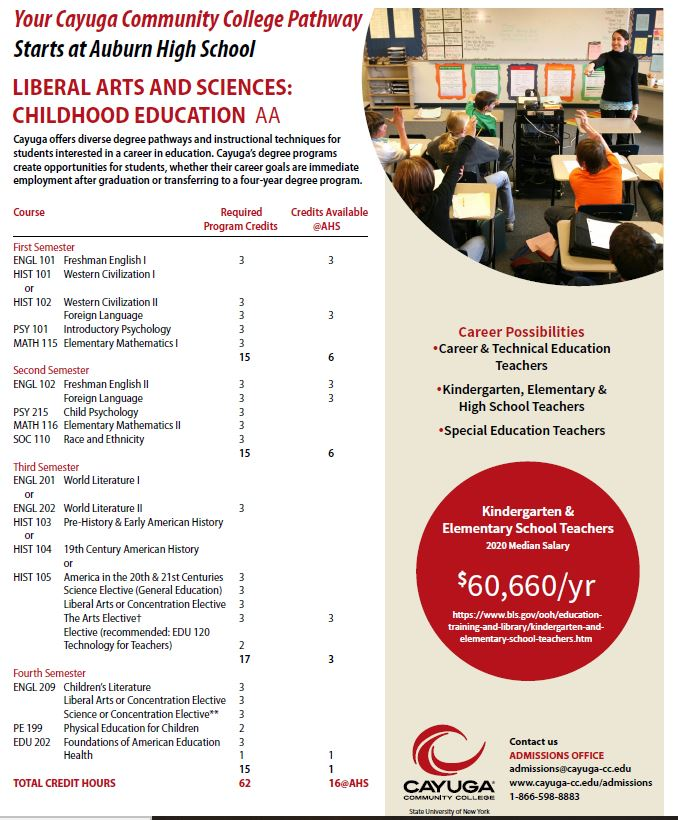 Your Cayuga Community College Pathway
Starts at Auburn High School
LIBERAL ARTS AND SCIENCES:
CHILDHOOD EDUCATION AA
Cayuga offers diverse degree pathways and instructional techniques for
students interested in a career in education. Cayuga's degree programs
create opportunities for students, whether their career goals are immediate
employment after graduation or transferring to a four-year degree program.
Course Required Credits Available
Program Credits @AHS
First Semester
ENGL 101 Freshman English I 3 3
HIST 101 Western Civilization I
or
HIST 102 Western Civilization II 3
Foreign Language 3 3
PSY 101 Introductory Psychology 3
MATH 115 Elementary Mathematics I 3
15 6
Second Semester
ENGL 102 Freshman English II 3 3
Foreign Language 3 3
PSY 215 Child Psychology 3
MATH 116 Elementary Mathematics II 3
SOC 110 Race and Ethnicity 3
15 6
Third Semester
ENGL 201 World Literature I
or
ENGL 202 World Literature II 3
HIST 103 Pre-History & Early American History
or
HIST 104 19th Century American History
or
HIST 105 America in the 20th & 21st Centuries 3
Science Elective (General Education) 3
Liberal Arts or Concentration Elective 3
The Arts Elective† 3 3
Elective (recommended: EDU 120
Technology for Teachers) 2
17 3
Fourth Semester
ENGL 209 Children's Literature 3
Liberal Arts or Concentration Elective 3
Science or Concentration Elective** 3
PE 199 Physical Education for Children 2
EDU 202 Foundations of American Education 3
Health 1 1
15 1
TOTAL CREDIT HOURS 62 16@AHS
Career Possibilities
•Career & Technical Education
Teachers
•Kindergarten, Elementary &
High School Teachers
•Special Education Teachers
Kindergarten &
Elementary School Teachers
2020 Median Salary
$60,660/yr
https://www.bls.gov/ooh/education-
training-and-library/kindergarten-and-
elementary-school-teachers.htm
CAYUGA
COMMUNITY COLLEGE
State University of New York
Contact us
ADMISSIONS OFFICE
admissions@cayuga-cc.edu
www.cayuga-cc.edu/admissions
1-866-598-8883